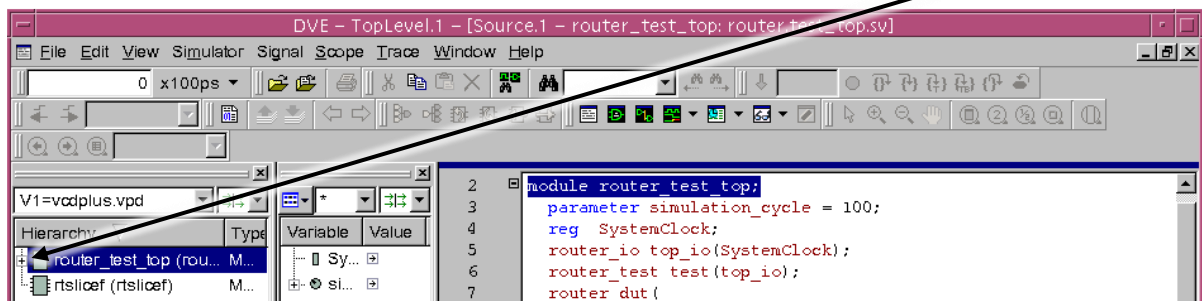 DVE – TopLevel.1 – [Source.1 – router_test_top: router_test_top.sv]
File Edit View Simulator Signal Scope Trace Window Help
0 x100ps
V1=vcdplus.vpd
*
Hierarchy Type
Variable Value
router_test_top (rou... M...
rtslicef (rtslicef) M...
Sy...
si...
2 module router_test_top;
3 parameter simulation_cycle = 100;
4 reg SystemClock;
5 router_io top_io(SystemClock);
6 router_test test(top_io);
7 router dut(